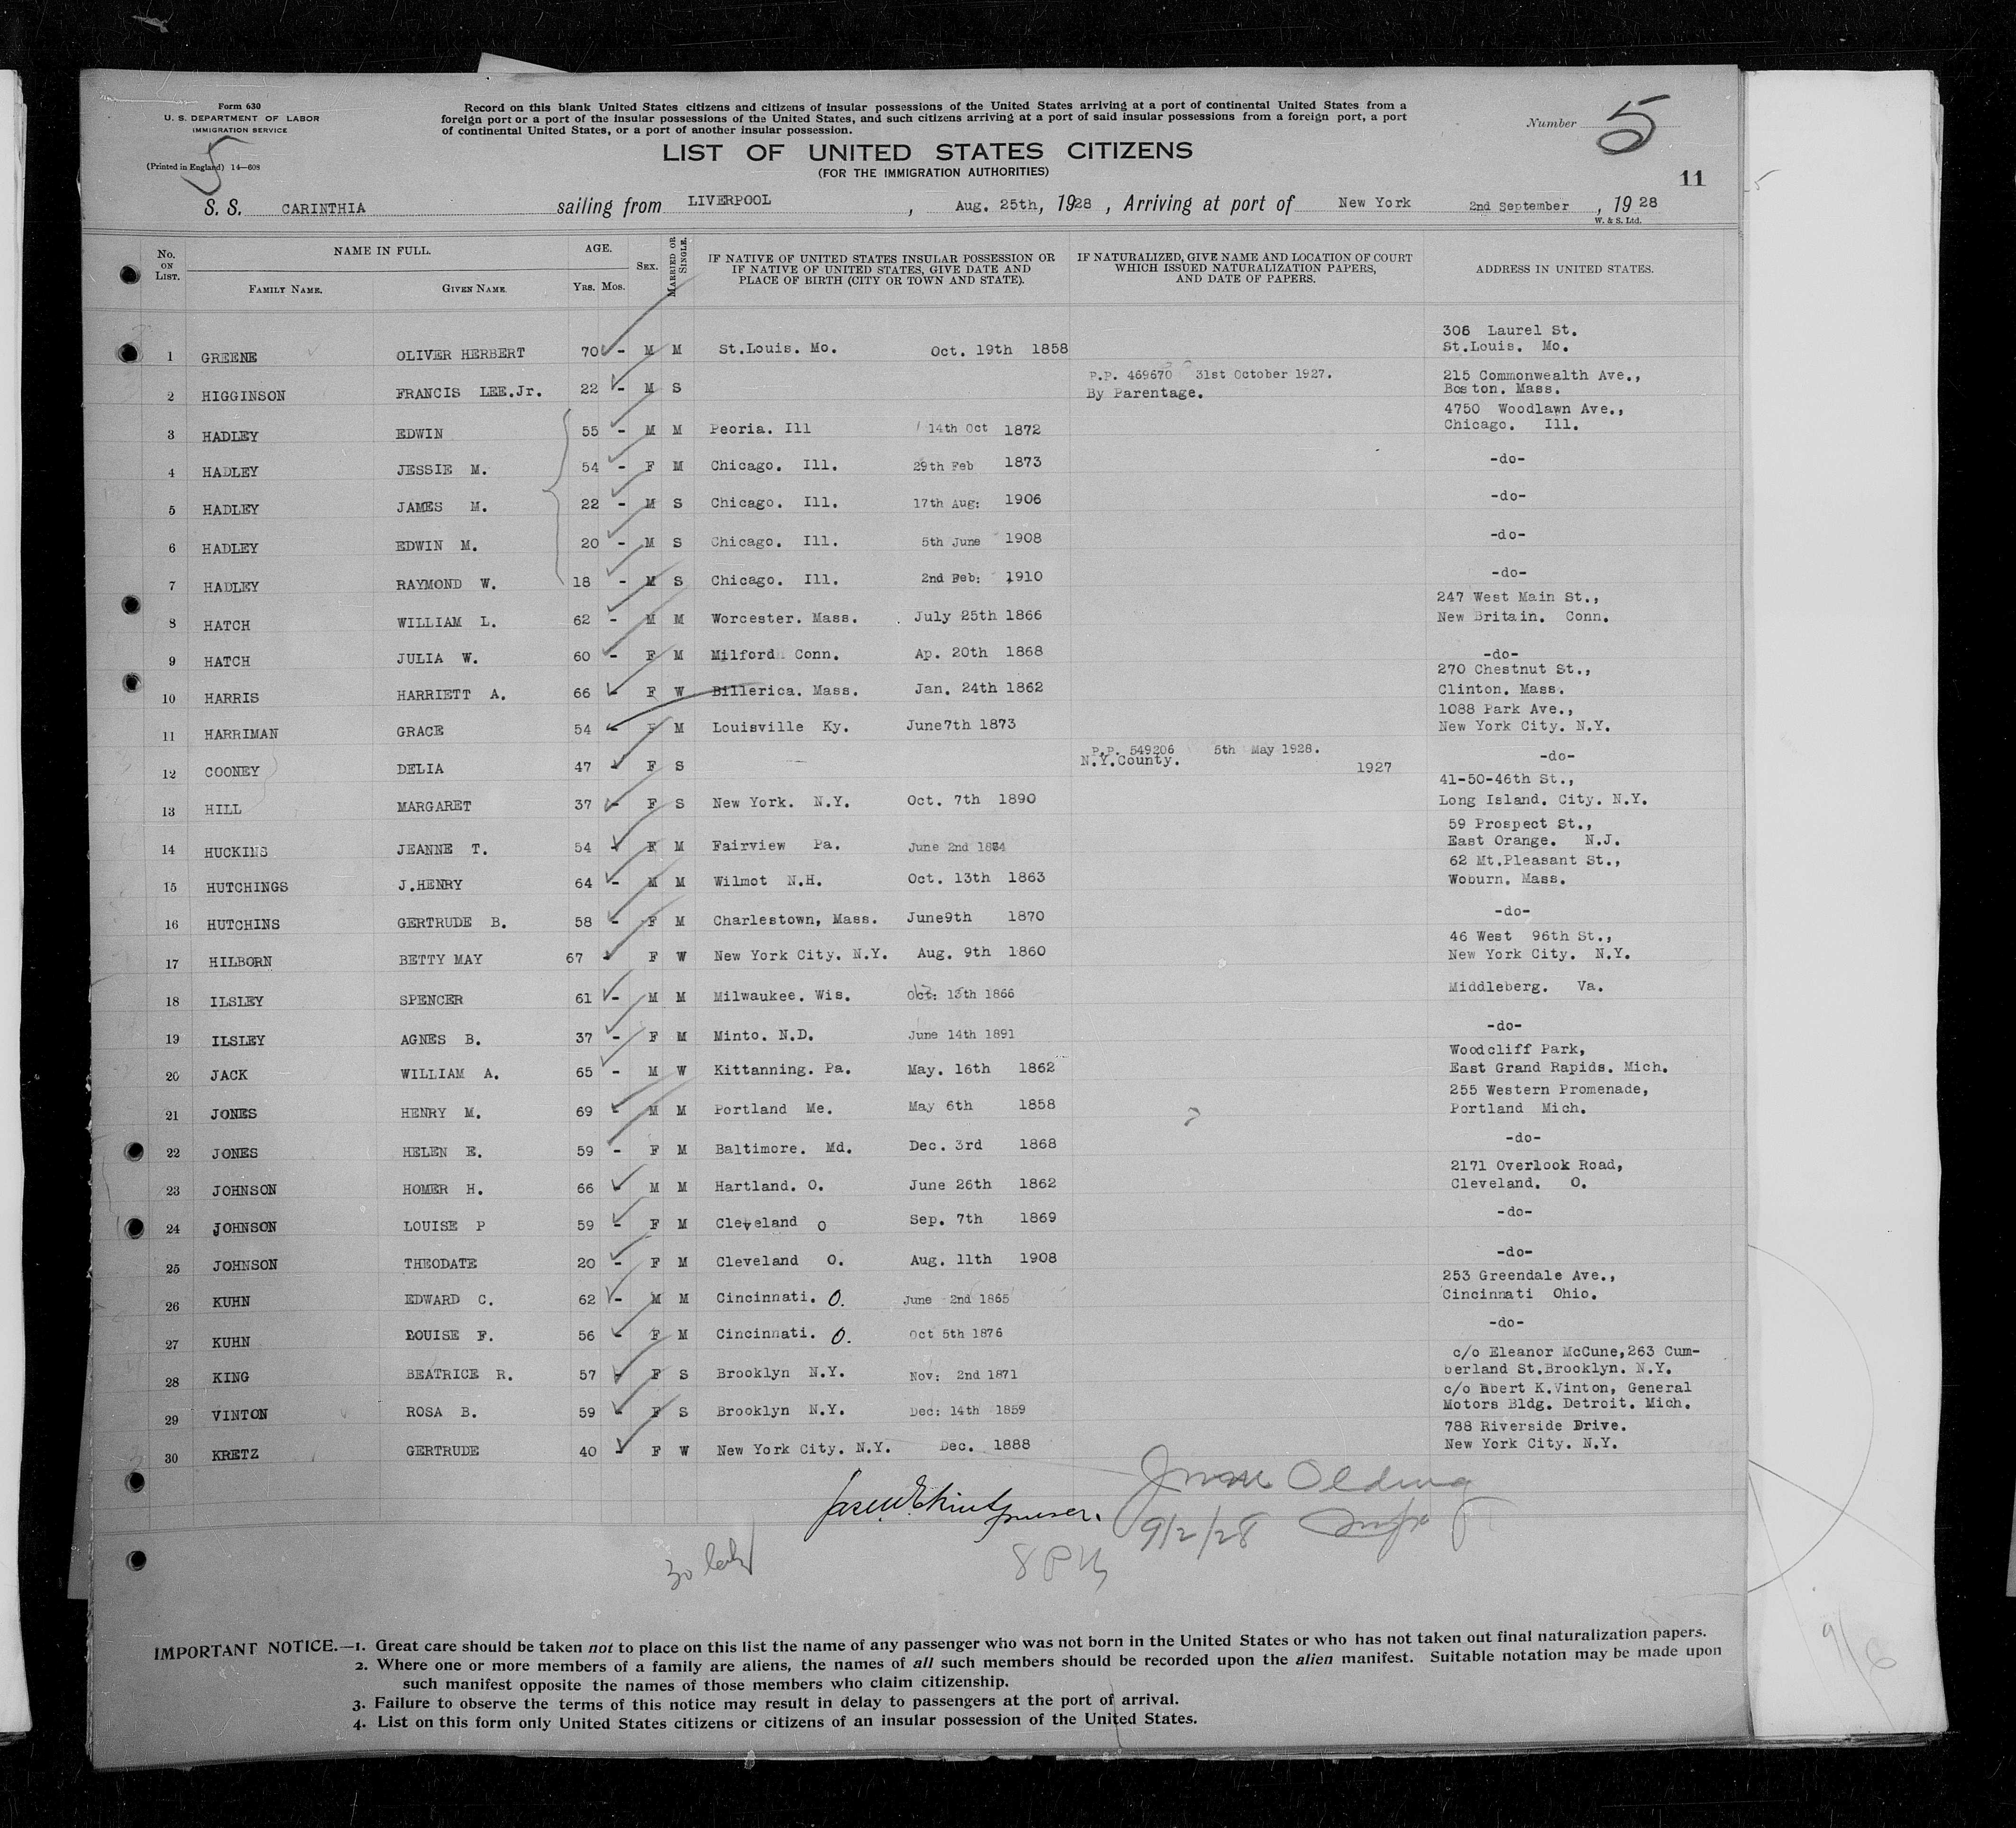 Form 630
U. S. DEPARTMENT OF LABOR
IMMIGRATION SERVICE
(Printed in England) 14—608
5
Record on this blank United States citizens and citizens of insular possessions of the United States arriving at a port of continental United States from a
foreign port or a port of the insular possessions of the United States, and such citizens arriving at a port of said insular possessions from a foreign port, a port
of continental United States, or a port of another insular possession.
Number 5
LIST OF UNITED STATES CITIZENS
(FOR THE IMMIGRATION AUTHORITIES)
11
S. S. CARINTHIA sailing from LIVERPOOL, Aug. 25th, 1928, Arriving at port of New York 2nd September, 1928
W. & S. Ltd.
No. ON LIST. NAME IN FULL. FAMILY NAME. GIVEN NAME. AGE. Yrs. Mos. SEX. MARRIED OR SINGLE. IF NATIVE OF UNITED STATES INSULAR POSSESSION OR IF NATIVE OF UNITED STATES, GIVE DATE AND PLACE OF BIRTH (CITY OR TOWN AND STATE). IF NATURALIZED, GIVE NAME AND LOCATION OF COURT WHICH ISSUED NATURALIZATION PAPERS, AND DATE OF PAPERS. ADDRESS IN UNITED STATES.
1 GREENE OLIVER HERBERT 70 - M M St.Louis. Mo. Oct. 19th 1858 306 Laurel St. St.Louis. Mo.
2 HIGGINSON FRANCIS LEE.Jr. 22 - M S P.P. 469670 31st October 1927. By Parentage. 215 Commonwealth Ave., Boston. Mass.
3 HADLEY EDWIN 55 - M M Peoria. Ill 14th Oct 1872 4750 Woodlawn Ave., Chicago. Ill.
4 HADLEY JESSIE M. 54 - F M Chicago. Ill. 29th Feb 1873 -do-
5 HADLEY JAMES M. 22 - M S Chicago. Ill. 17th Aug: 1906 -do-
6 HADLEY EDWIN M. 20 - M S Chicago. Ill. 5th June 1908 -do-
7 HADLEY RAYMOND W. 18 - M S Chicago. Ill. 2nd Feb: 1910 -do-
8 HATCH WILLIAM L. 62 - M M Worcester. Mass. July 25th 1866 247 West Main St., New Britain. Conn.
9 HATCH JULIA W. 60 - F M Milford Conn. Ap. 20th 1868 -do-
10 HARRIS HARRIETT A. 66 - F W Billerica. Mass. Jan. 24th 1862 270 Chestnut St., Clinton. Mass.
11 HARRIMAN GRACE 54 - F M Louisville Ky. June7th 1873 1088 Park Ave., New York City. N.Y.
12 COONEY DELIA 47 - F S P.P. 549206 5th May 1928. N.Y.County. 1927 -do-
13 HILL MARGARET 37 - F S New York. N.Y. Oct. 7th 1890 41-50-46th St., Long Island. City. N.Y.
14 HUCKINS JEANNE T. 54 - F M Fairview Pa. June 2nd 1874 59 Prospect St., East Orange. N.J.
15 HUTCHINGS J.HENRY 64 - M M Wilmot N.H. Oct. 13th 1863 62 Mt.Pleasant St., Woburn. Mass.
16 HUTCHINS GERTRUDE B. 58 - F M Charlestown, Mass. June9th 1870 -do-
17 HILBORN BETTY MAY 67 - F W New York City. N.Y. Aug. 9th 1860 46 West 96th St., New York City. N.Y.
18 ILSLEY SPENCER 61 - M M Milwaukee. Wis. Oct: 13th 1866 Middleberg. Va.
19 ILSLEY AGNES B. 37 - F M Minto. N.D. June 14th 1891 -do-
20 JACK WILLIAM A. 65 - M W Kittanning. Pa. May. 16th 1862 Woodcliff Park, East Grand Rapids. Mich.
21 JONES HENRY M. 69 - M M Portland Me. May 6th 1858 255 Western Promenade, Portland Mich.
22 JONES HELEN E. 59 - F M Baltimore. Md. Dec. 3rd 1868 -do-
23 JOHNSON HOMER H. 66 - M M Hartland. O. June 26th 1862 2171 Overlook Road, Cleveland. O.
24 JOHNSON LOUISE P 59 - F M Cleveland O Sep. 7th 1869 -do-
25 JOHNSON THEODATE 20 - F M Cleveland O. Aug. 11th 1908 -do-
26 KUHN EDWARD C. 62 - M M Cincinnati. O. June 2nd 1865 253 Greendale Ave., Cincinnati Ohio.
27 KUHN LOUISE F. 56 - F M Cincinnati. O. Oct 5th 1876 -do-
28 KING BEATRICE R. 57 - F S Brooklyn N.Y. Nov: 2nd 1871 c/o Eleanor McCune,263 Cumberland St.Brooklyn. N.Y.
29 VINTON ROSA B. 59 - F S Brooklyn N.Y. Dec: 14th 1859 c/o Rbert K.Vinton, General Motors Bldg. Detroit. Mich.
30 KRETZ GERTRUDE 40 - F W New York City. N.Y. Dec. 1888 788 Riverside Drive. New York City. N.Y.
9/2/28
30
IMPORTANT NOTICE.—1. Great care should be taken not to place on this list the name of any passenger who was not born in the United States or who has not taken out final naturalization papers.
2. Where one or more members of a family are aliens, the names of all such members should be recorded upon the alien manifest. Suitable notation may be made upon
such manifest opposite the names of those members who claim citizenship.
3. Failure to observe the terms of this notice may result in delay to passengers at the port of arrival.
4. List on this form only United States citizens or citizens of an insular possession of the United States.